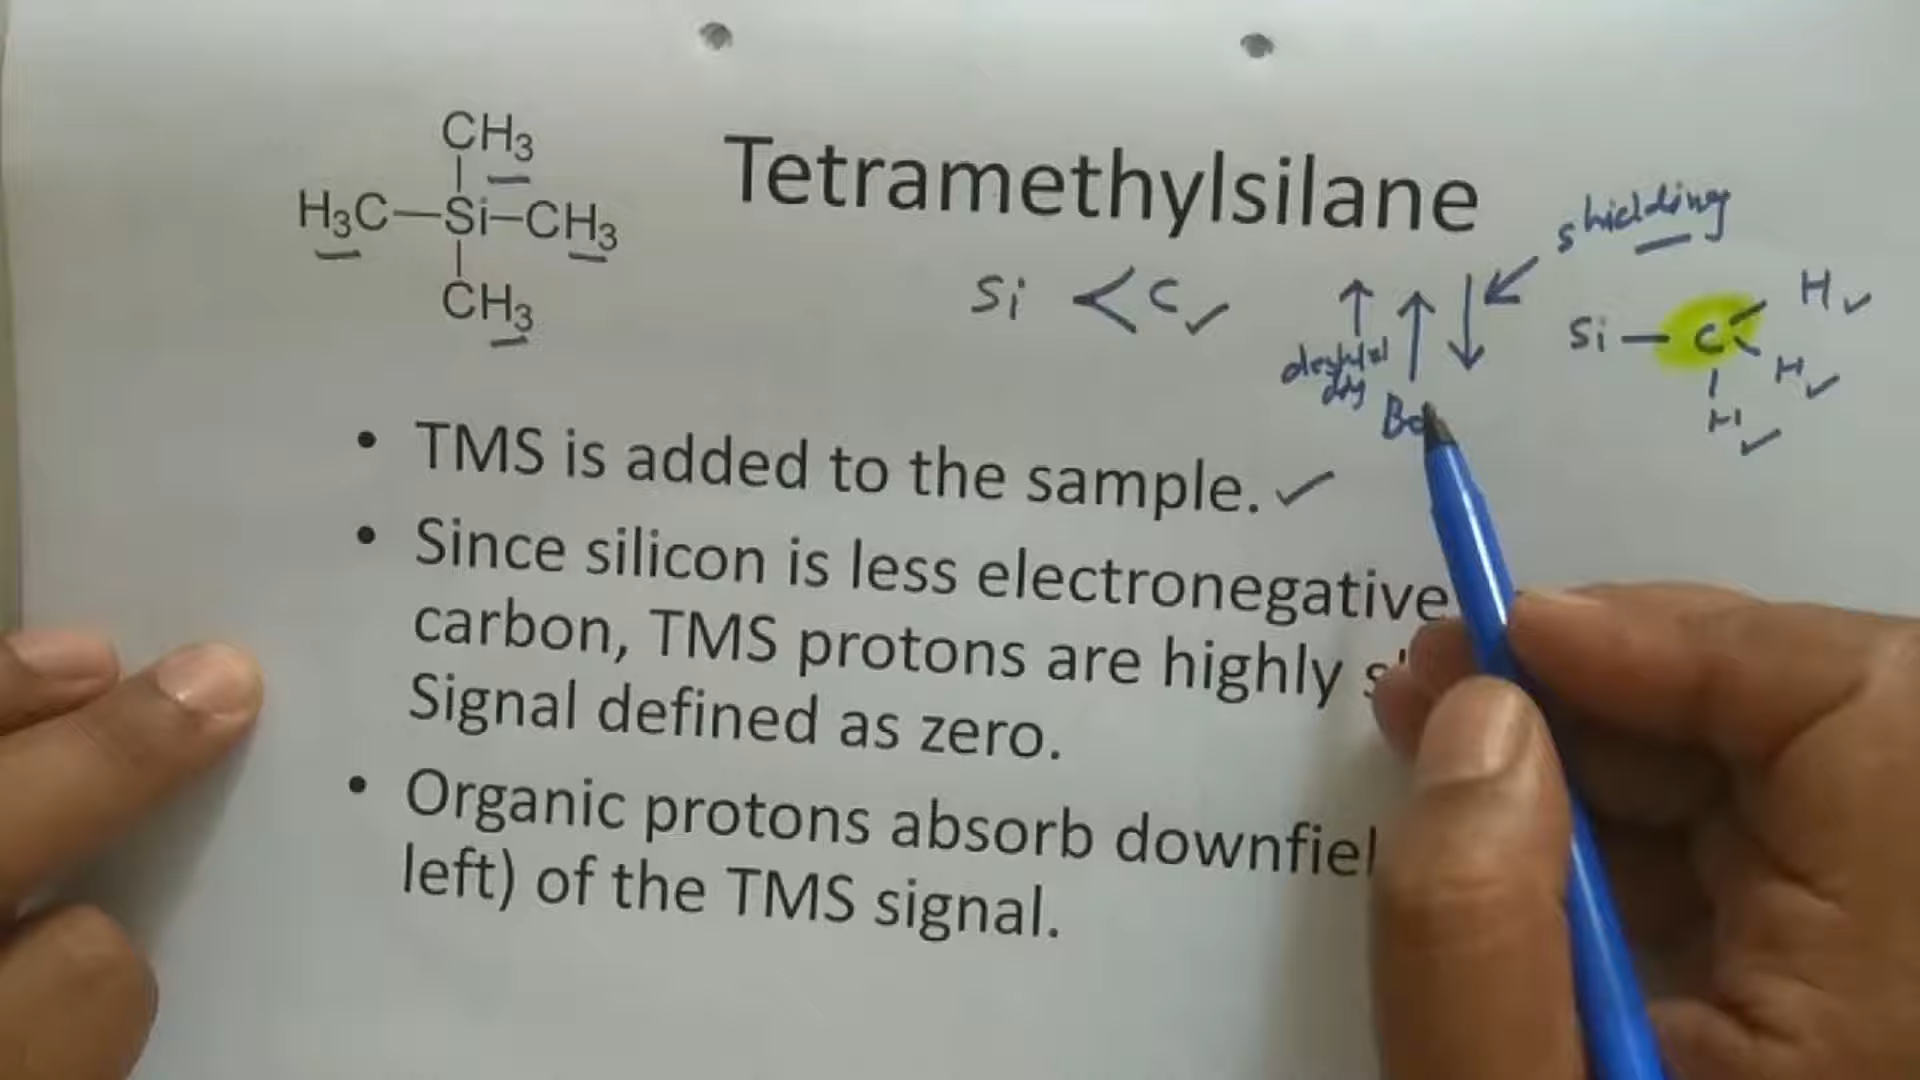 CH3
H3C—Si—CH3
CH3
Tetramethylsilane
shielding
Si < C
Si — C
H
H
H
• TMS is added to the sample.
• Since silicon is less electronegative
carbon, TMS protons are highly
Signal defined as zero.
• Organic protons absorb
left) of the TMS signal.